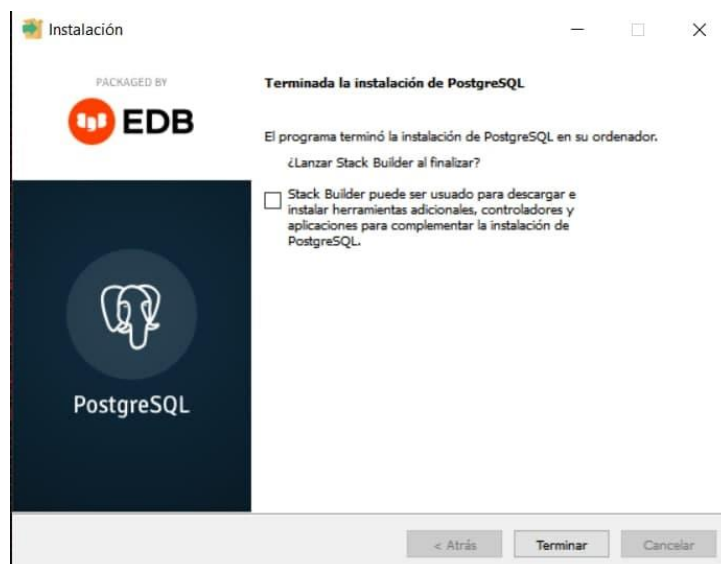 Instalación
PACKAGED BY
EDB
PostgreSQL
Terminada la instalación de PostgreSQL
El programa terminó la instalación de PostgreSQL en su ordenador.
¿Lanzar Stack Builder al finalizar?
Stack Builder puede ser usado para descargar e
instalar herramientas adicionales, controladores y
aplicaciones para complementar la instalación de
PostgreSQL.
< Atrás
Terminar
Cancelar